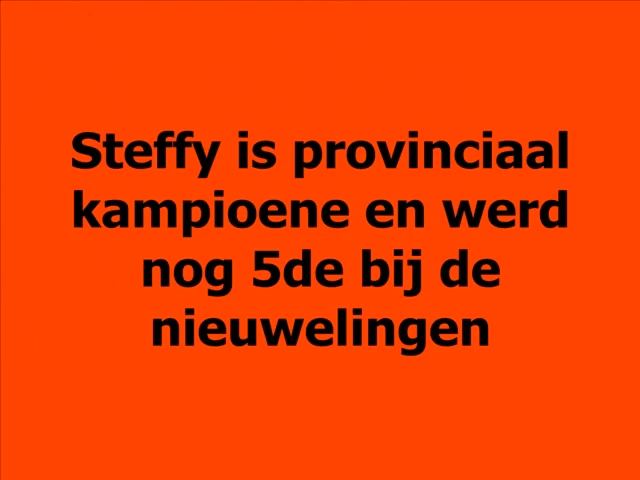 Steffy is provinciaal
kampioene en werd
nog 5de bij de
nieuwelingen